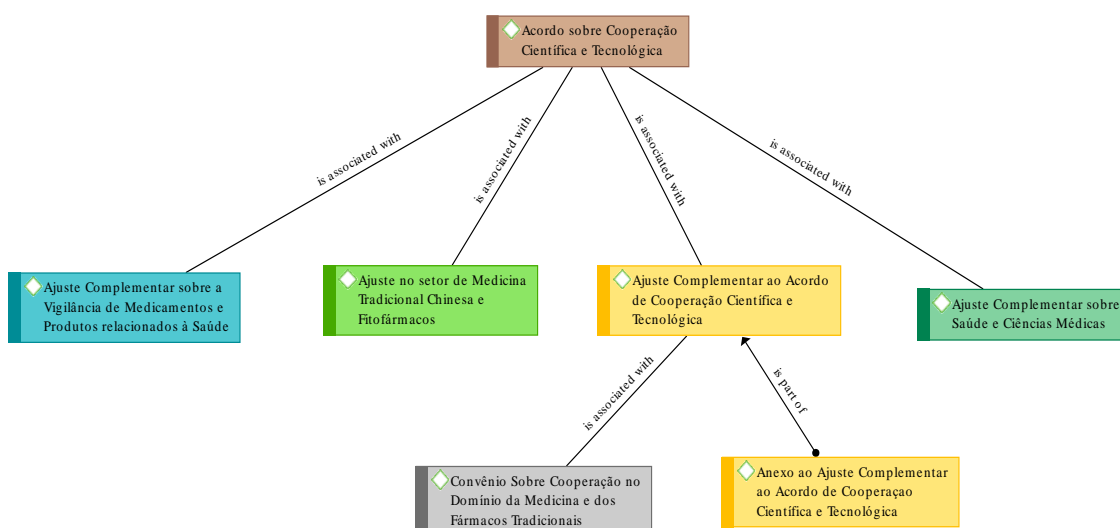 Acordo sobre Cooperação
Científica e Tecnológica
is associated with
is associated with
is associated with
is associated with
Ajuste Complementar sobre a
Vigilância de Medicamentos e
Produtos relacionados à Saúde
Ajuste no setor de Medicina
Tradicional Chinesa e
Fitofármacos
Ajuste Complementar ao Acordo
de Cooperação Científica e
Tecnológica
Ajuste Complementar sobre
Saúde e Ciências Médicas
is associated with
is part of
Convênio Sobre Cooperação no
Domínio da Medicina e dos
Fármacos Tradicionais
Anexo ao Ajuste Complementar
ao Acordo de Cooperaçao
Científica e Tecnológica